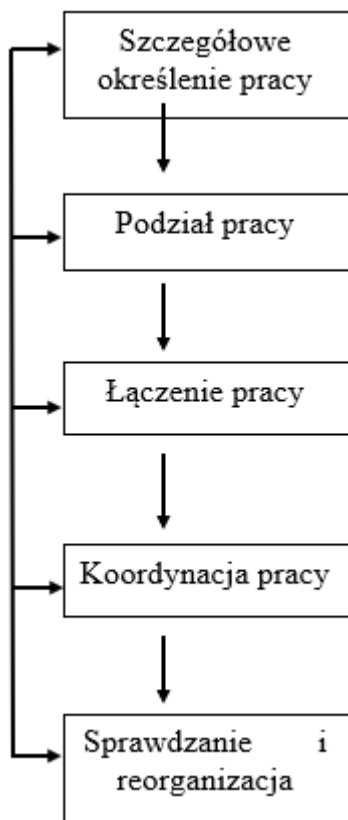 Szczegółowe
określenie pracy
Podział pracy
Łączenie pracy
Koordynacja pracy
Sprawdzanie i
reorganizacja